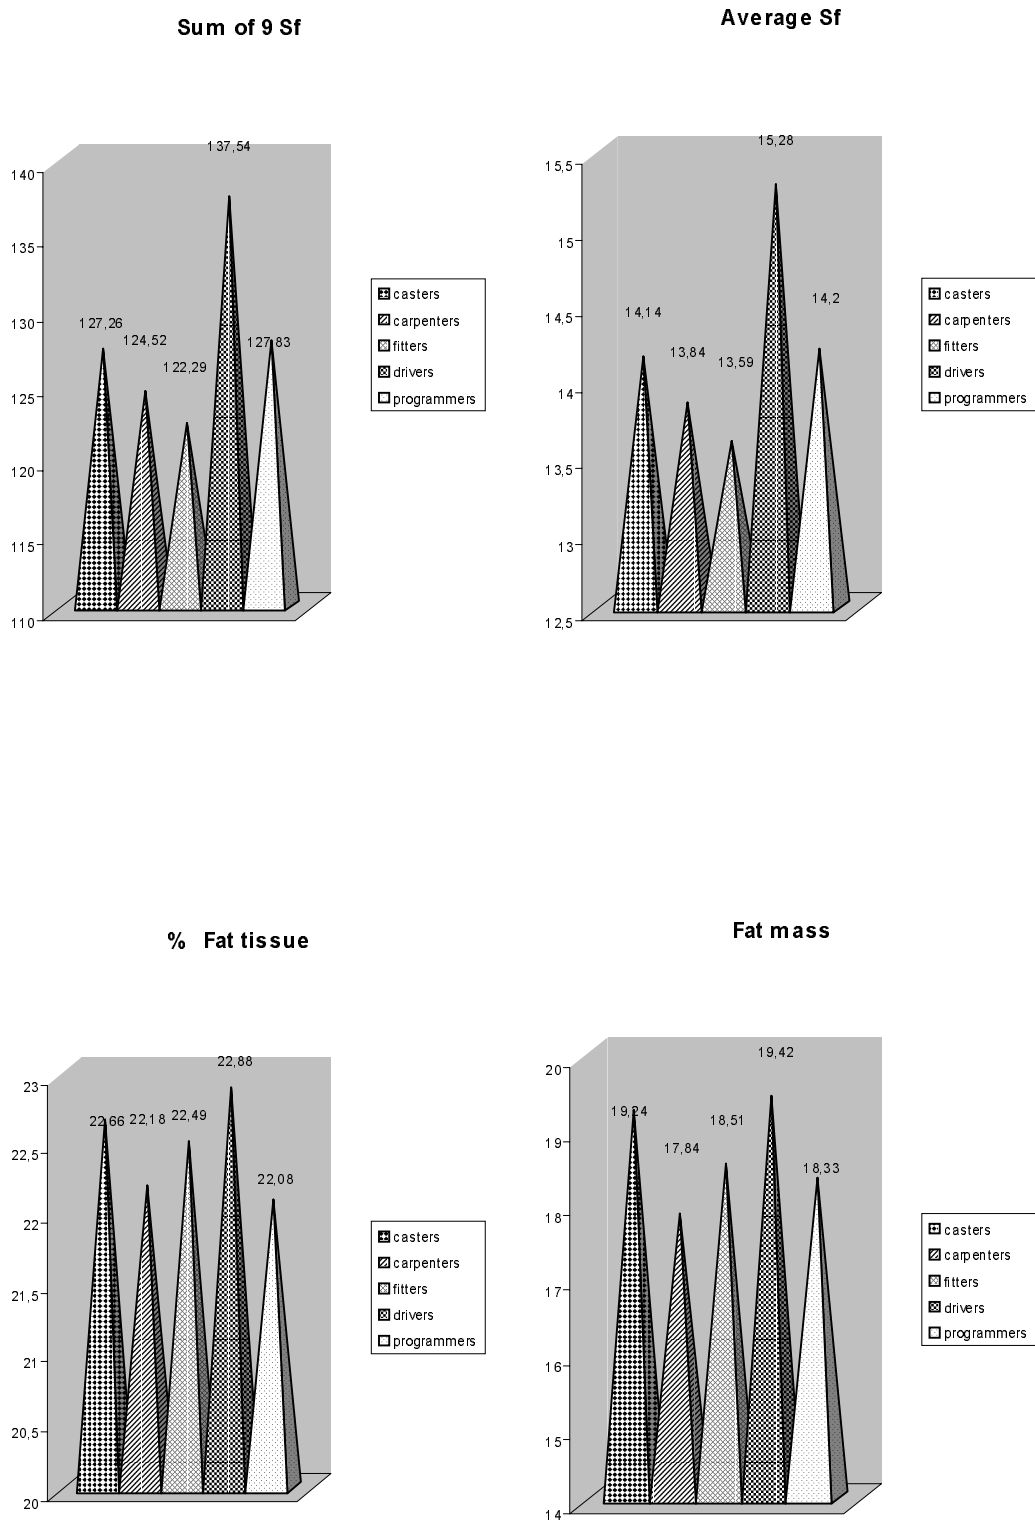 Sum of 9 Sf
137,54
140
135
130
127,26
124,52
127,83
122,29
125
120
115
110
casters
carpenters
fitters
drivers
programmers
Average Sf
15,28
15,5
15
14,5
14,14
14,2
13,84
13,59
14
13,5
13
12,5
casters
carpenters
fitters
drivers
programmers
% Fat tissue
22,88
23
22,66
22,18
22,49
22,5
22,08
22
21,5
21
20,5
20
casters
carpenters
fitters
drivers
programmers
Fat mass
19,42
20
19,24
18,51
19
17,84
18,33
18
17
16
15
14
casters
carpenters
fitters
drivers
programmers